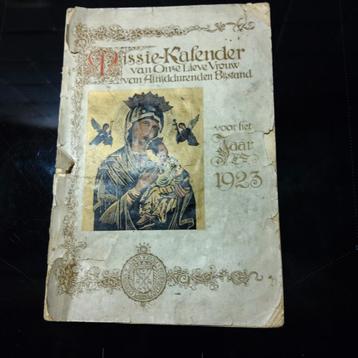 Missie-Kalender
van Onze Lieve Vrouw
van Altijddurenden Bijstand
voor het
Jaar
1923